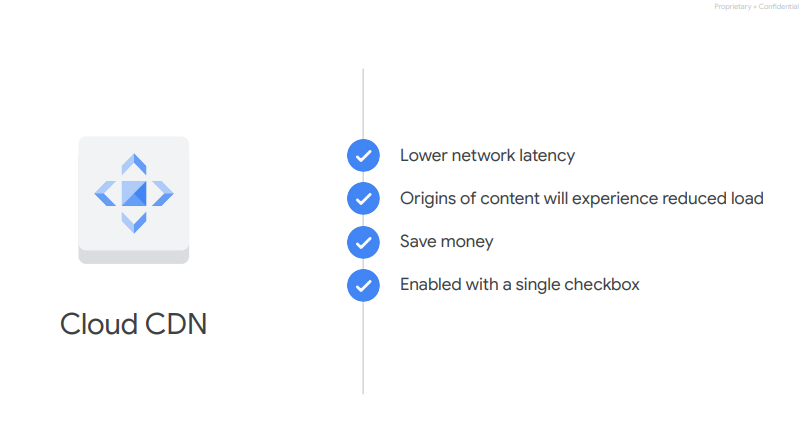 Proprietary + Confidential
Lower network latency
Origins of content will experience reduced load
Save money
Enabled with a single checkbox
Cloud CDN